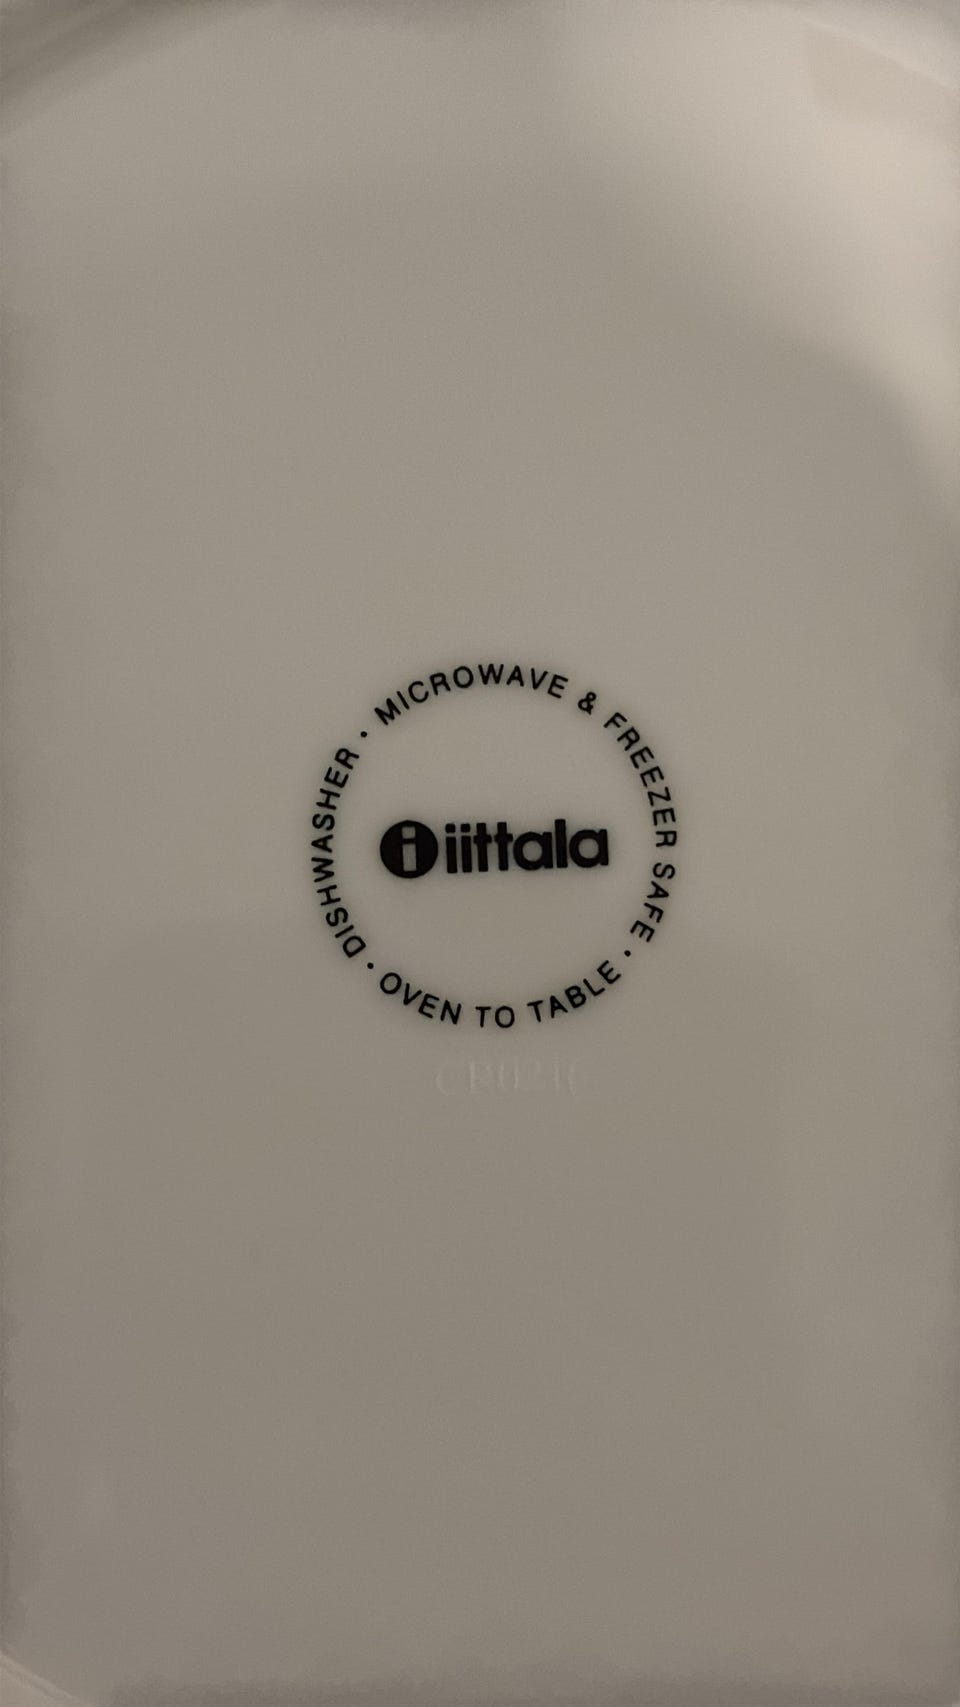 DISHWASHER · MICROWAVE & FREEZER SAFE · OVEN TO TABLE ·
i iittala